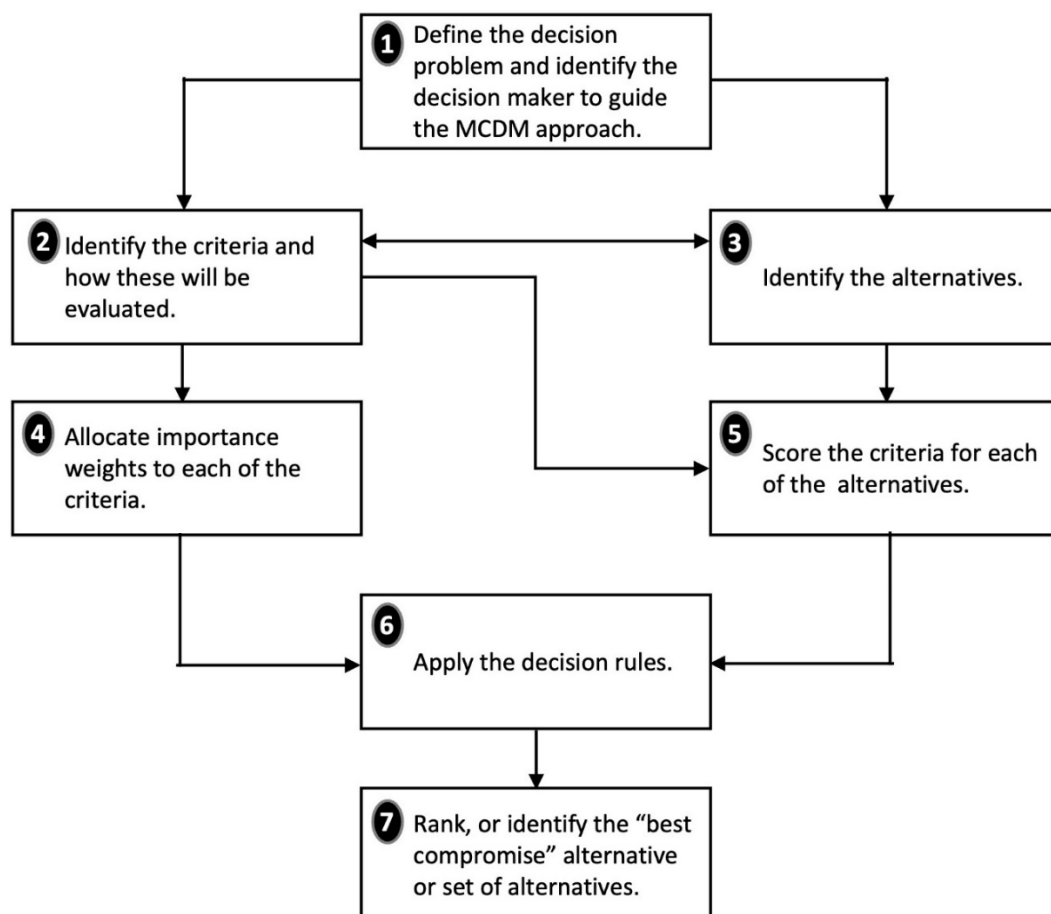 1 Define the decision
problem and identify the
decision maker to guide
the MCDM approach.
2 Identify the criteria and
how these will be
evaluated.
3
Identify the alternatives.
4 Allocate importance
weights to each of the
criteria.
5 Score the criteria for each
of the alternatives.
6
Apply the decision rules.
7 Rank, or identify the “best
compromise” alternative
or set of alternatives.